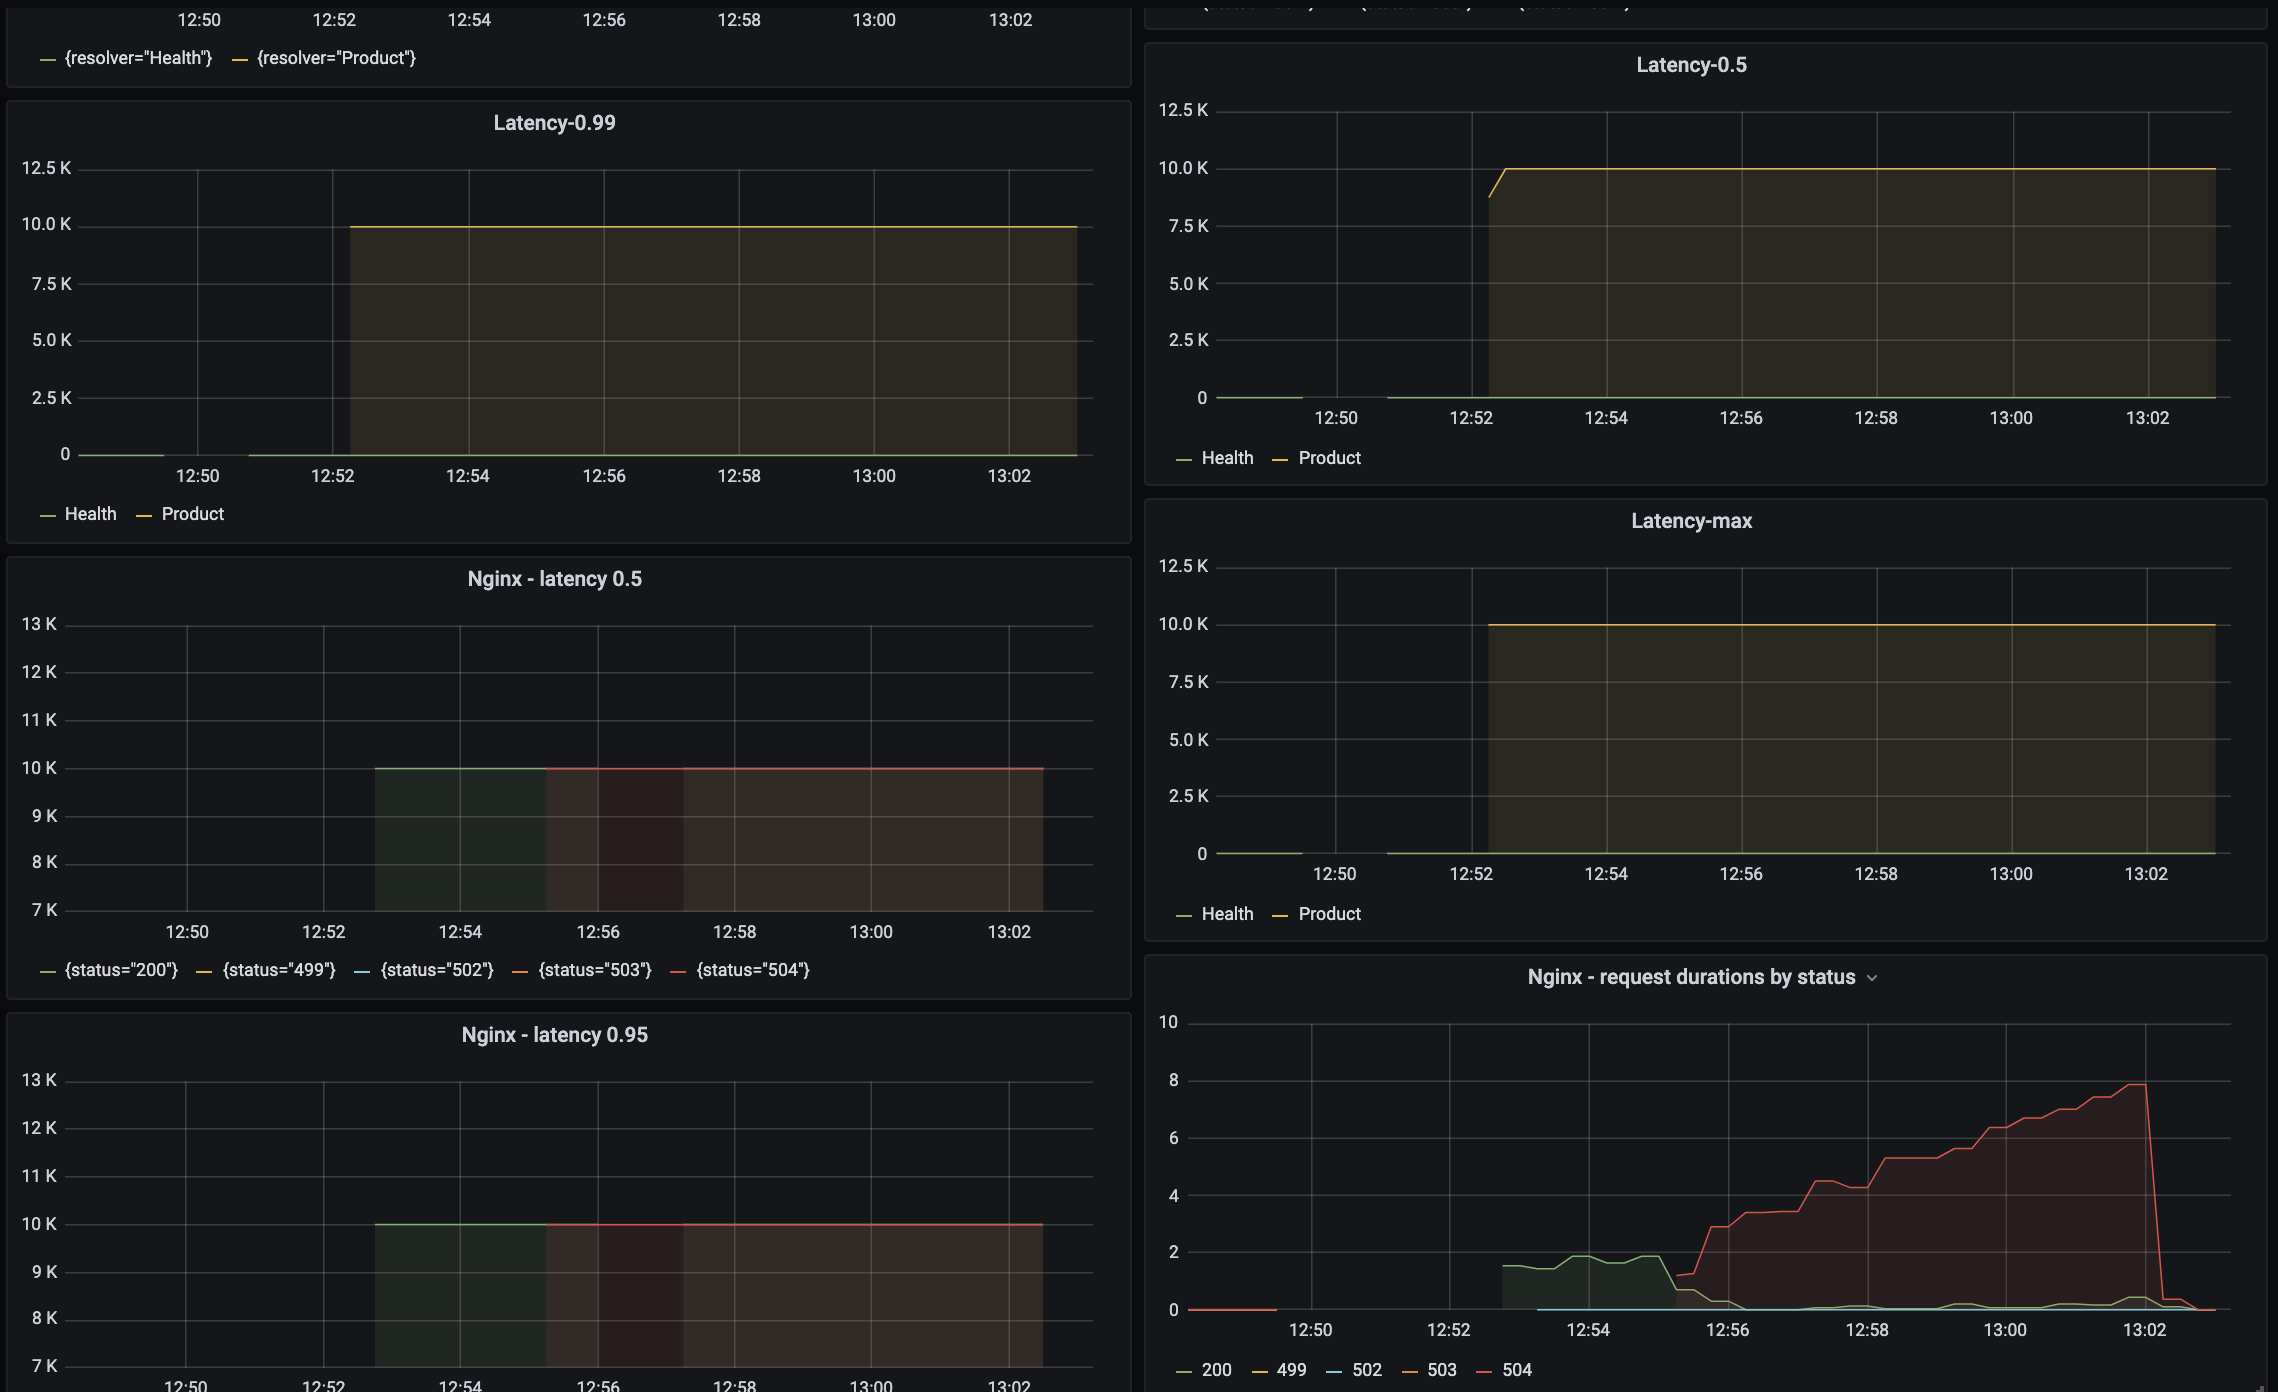 12:50 12:52 12:54 12:56 12:58 13:00 13:02
{resolver="Health"} {resolver="Product"}
Latency-0.99
12.5 K
10.0 K
7.5 K
5.0 K
2.5 K
0
12:50 12:52 12:54 12:56 12:58 13:00 13:02
Health Product
Nginx - latency 0.5
13 K
12 K
11 K
10 K
9 K
8 K
7 K
12:50 12:52 12:54 12:56 12:58 13:00 13:02
{status="200"} {status="499"} {status="502"} {status="503"} {status="504"}
Nginx - latency 0.95
13 K
12 K
11 K
10 K
9 K
8 K
7 K
12:50 12:52 12:54 12:56 12:58 13:00 13:02
Latency-0.5
12.5 K
10.0 K
7.5 K
5.0 K
2.5 K
0
12:50 12:52 12:54 12:56 12:58 13:00 13:02
Health Product
Latency-max
12.5 K
10.0 K
7.5 K
5.0 K
2.5 K
0
12:50 12:52 12:54 12:56 12:58 13:00 13:02
Health Product
Nginx - request durations by status
10
8
6
4
2
0
12:50 12:52 12:54 12:56 12:58 13:00 13:02
200 499 502 503 504